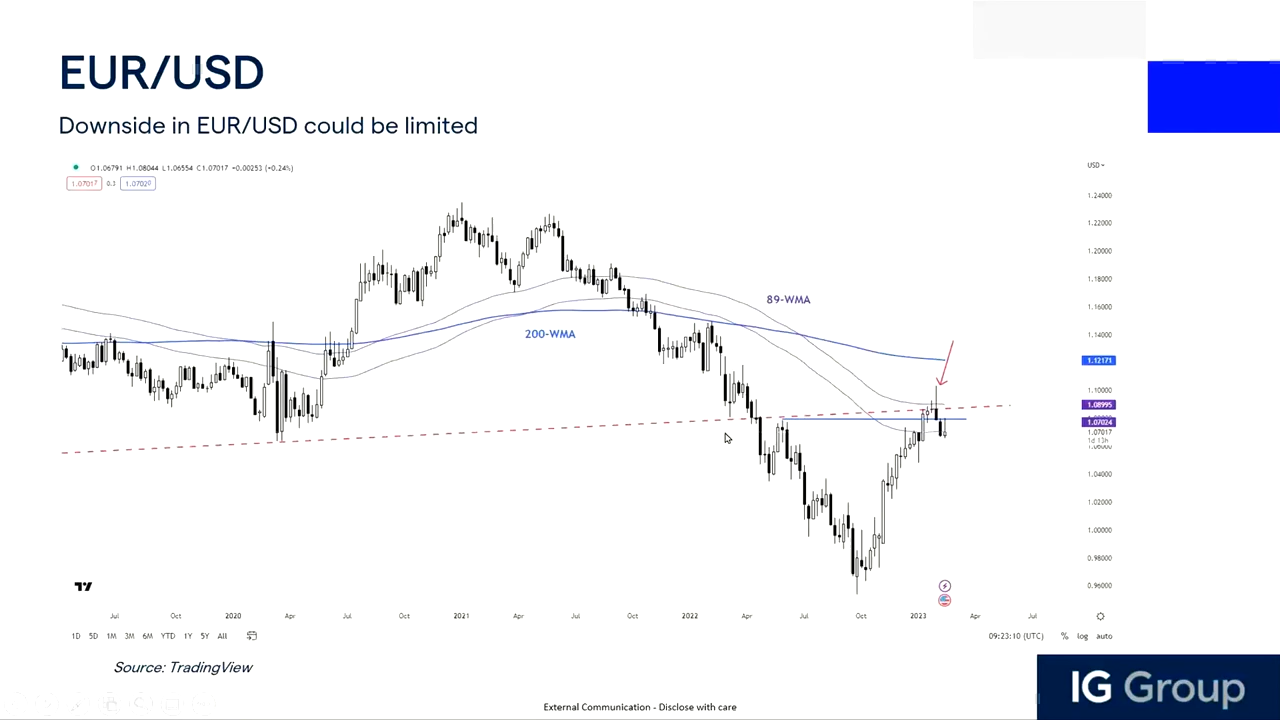 EUR/USD
Downside in EUR/USD could be limited
O1.06791 H1.08044 L1.06554 C1.07017 +0.00253 (+0.24%)
1.07017 0.3 1.07020
USD
1.24000
1.22000
1.20000
1.18000
1.16000
1.14000
1.12171
1.10000
1.08995
1.07024
1.07017
1d 13h
1.06000
1.04000
1.02000
1.00000
0.98000
0.96000
89-WMA
200-WMA
Jul Oct 2020 Apr Jul Oct 2021 Apr Jul Oct 2022 Apr Jul Oct 2023 Apr Jul
1D 5D 1M 3M 6M YTD 1Y 5Y All
09:23:10 (UTC) % log auto
Source: TradingView
IG Group
External Communication - Disclose with care